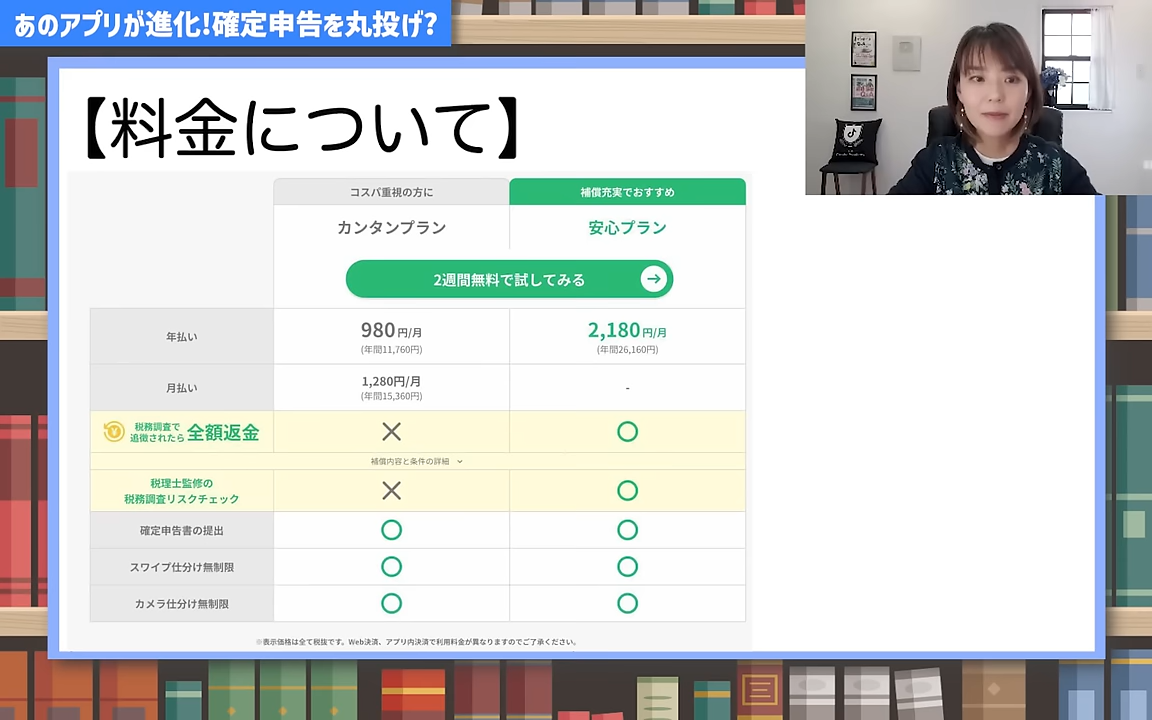 あのアプリが進化!確定申告を丸投げ?
【料金について】
コスパ重視の方に
補償充実でおすすめ
カンタンプラン
安心プラン
2週間無料で試してみる
年払い
980円/月
(年間11,760円)
2,180円/月
(年間26,160円)
月払い
1,280円/月
(年間15,360円)
-
税務調査で
追徴されたら 全額返金
補償内容と条件の詳細
税理士監修の
税務調査リスクチェック
確定申告書の提出
スワイプ仕分け無制限
カメラ仕分け無制限
※表示価格は全て税抜です。Web決済、アプリ内決済で利用料金が異なりますのでご了承ください。